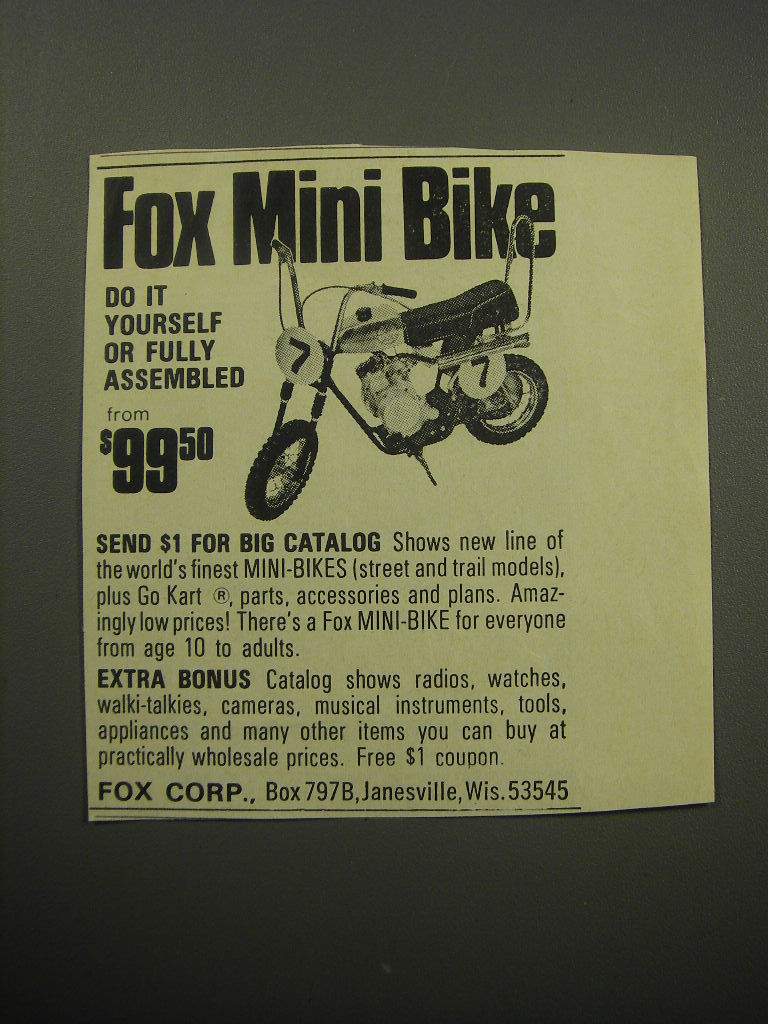 Fox Mini Bike
DO IT
YOURSELF
OR FULLY
ASSEMBLED
from
$9950
7
7
SEND $1 FOR BIG CATALOG Shows new line of
the world's finest MINI-BIKES (street and trail models),
plus Go Kart ®, parts, accessories and plans. Amaz-
ingly low prices! There's a Fox MINI-BIKE for everyone
from age 10 to adults.
EXTRA BONUS Catalog shows radios, watches,
walki-talkies, cameras, musical instruments, tools,
appliances and many other items you can buy at
practically wholesale prices. Free $1 coupon.
FOX CORP., Box 797B, Janesville, Wis. 53545